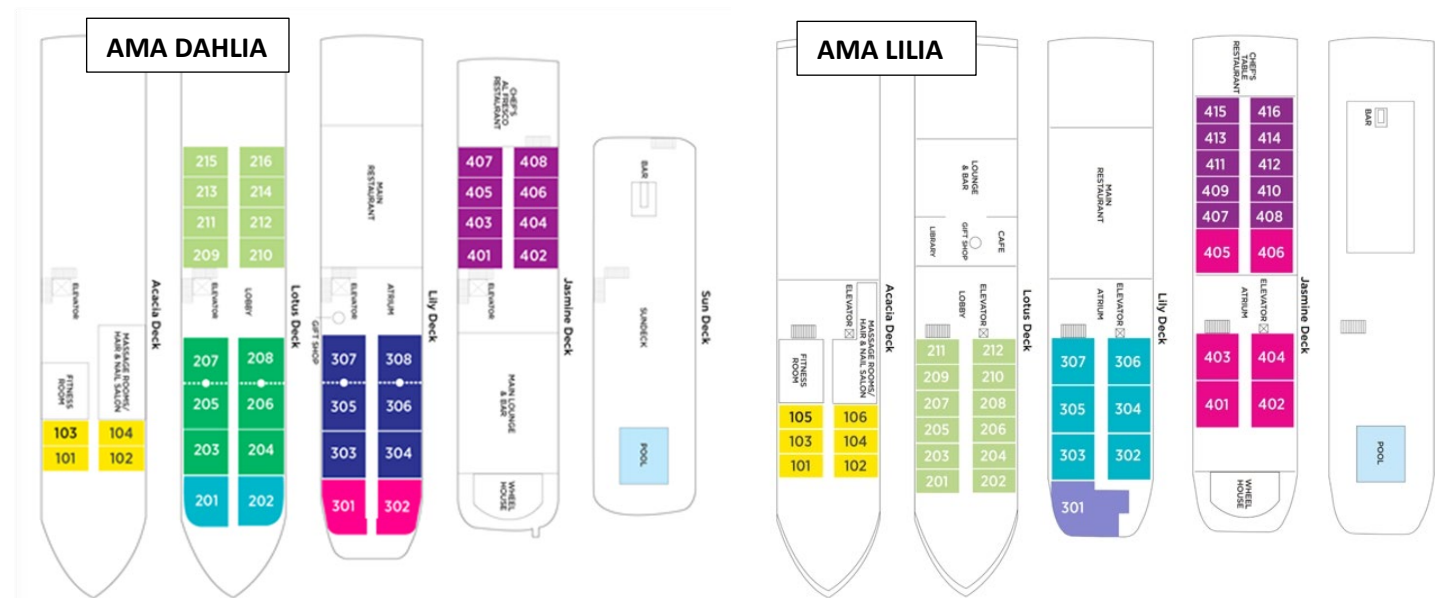 AMA DAHLIA
FITNESS
ROOM
ELEVATOR
MASSAGE ROOMS/
HAIR & NAIL SALON
103 104
101 102
Acacia Deck
215 216
213 214
211 212
209 210
ELEVATOR
LOBBY
207 208
205 206
203 204
201 202
Lotus Deck
MAIN
RESTAURANT
ELEVATOR
ATRIUM
GIFT SHOP
307 308
305 306
303 304
301 302
Lily Deck
CHEF'S
AL FRESCO
RESTAURANT
407 408
405 406
403 404
401 402
ELEVATOR
MAIN LOUNGE
& BAR
WHEEL
HOUSE
Jasmine Deck
BAR
SUNDECK
POOL
Sun Deck
AMA LILIA
ELEVATOR
FITNESS
ROOM
MASSAGE ROOMS/
HAIR & NAIL SALON
105 106
103 104
101 102
Acacia Deck
LOUNGE
& BAR
LIBRARY
GIFT SHOP
CAFE
LOBBY
ELEVATOR
211 212
209 210
207 208
205 206
203 204
201 202
Lotus Deck
MAIN
RESTAURANT
ATRIUM
ELEVATOR
307 306
305 304
303 302
301
Lily Deck
CHEF'S
TABLE
RESTAURANT
415 416
413 414
411 412
409 410
407 408
405 406
ATRIUM
ELEVATOR
403 404
401 402
WHEEL
HOUSE
Jasmine Deck
BAR
POOL